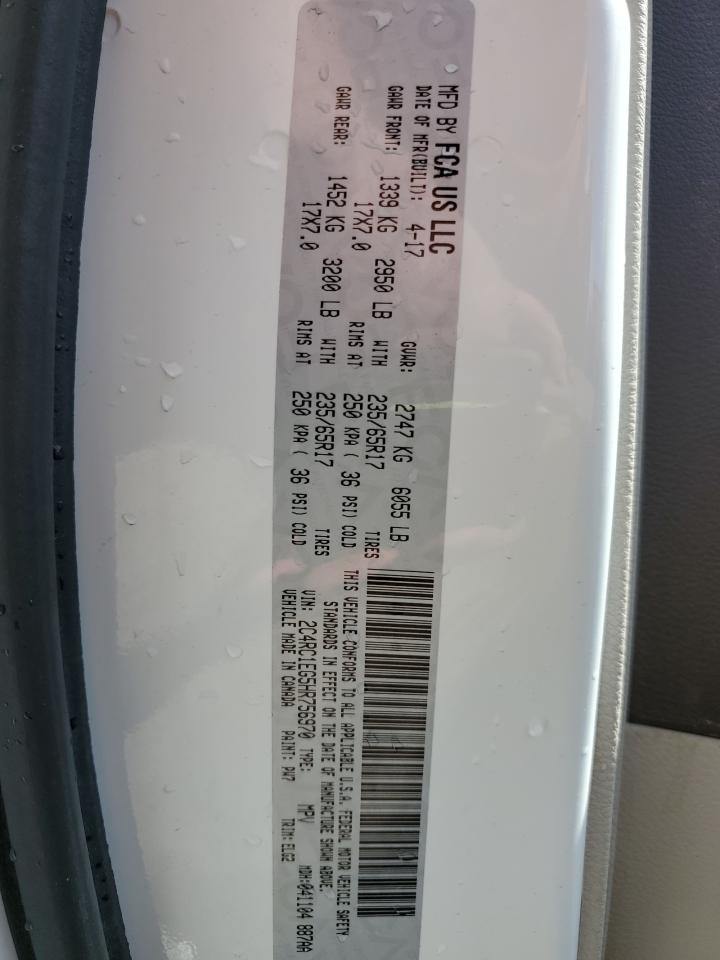 MFD BY FCA US LLC
DATE OF MFR(BUILT): 4-17 GVWR: 2747 KG 6055 LB
GAWR FRONT: 1339 KG 2950 LB WITH 235/65R17 TIRES
17X7.0 RIMS AT 250 KPA ( 36 PSI) COLD
GAWR REAR: 1452 KG 3200 LB WITH 235/65R17 TIRES
17X7.0 RIMS AT 250 KPA ( 36 PSI) COLD
THIS VEHICLE CONFORMS TO ALL APPLICABLE U.S.A. FEDERAL MOTOR VEHICLE SAFETY
STANDARDS IN EFFECT ON THE DATE OF MANUFACTURE SHOWN ABOVE.
VIN: 2C4RC1EG5HR756970 TYPE: MPV MDH:041104 887AA
VEHICLE MADE IN CANADA PAINT: PW7 TRIM: ELG2